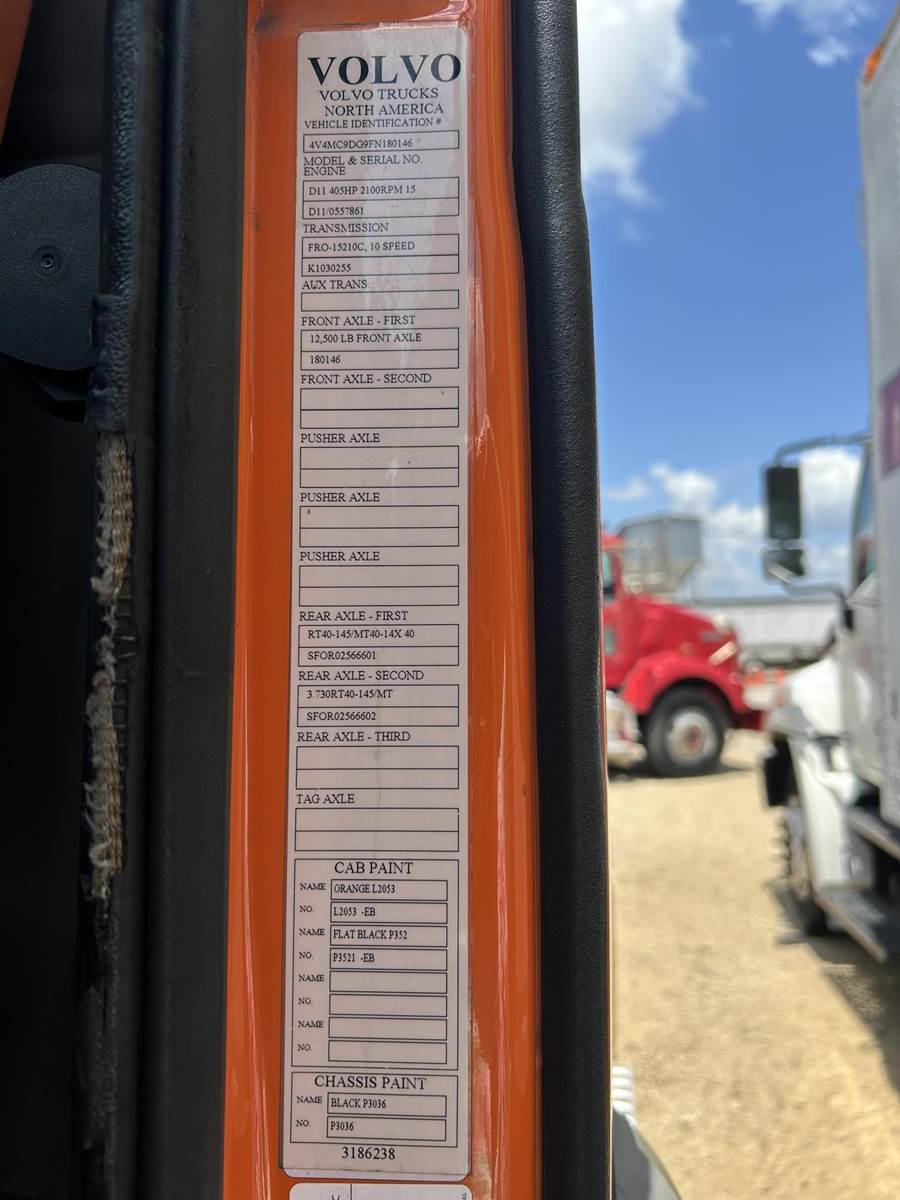 VOLVO
VOLVO TRUCKS
NORTH AMERICA
VEHICLE IDENTIFICATION #
4V4MC9DG9FN180146
MODEL & SERIAL NO.
ENGINE
D11 405HP 2100RPM 15
D11/0557861
TRANSMISSION
FRO-15210C, 10 SPEED
K1030255
AUX TRANS.
FRONT AXLE - FIRST
12,500 LB FRONT AXLE
180146
FRONT AXLE - SECOND
PUSHER AXLE
PUSHER AXLE
PUSHER AXLE
REAR AXLE - FIRST
RT40-145/MT40-14X 40
SFOR02566601
REAR AXLE - SECOND
3.730RT40-145/MT
SFOR02566602
REAR AXLE - THIRD
TAG AXLE
CAB PAINT
NAME ORANGE L2053
NO. L2053 -EB
NAME FLAT BLACK P352
NO. P3521 -EB
NAME
NO.
NAME
NO.
CHASSIS PAINT
NAME BLACK P3036
NO. P3036
3186238